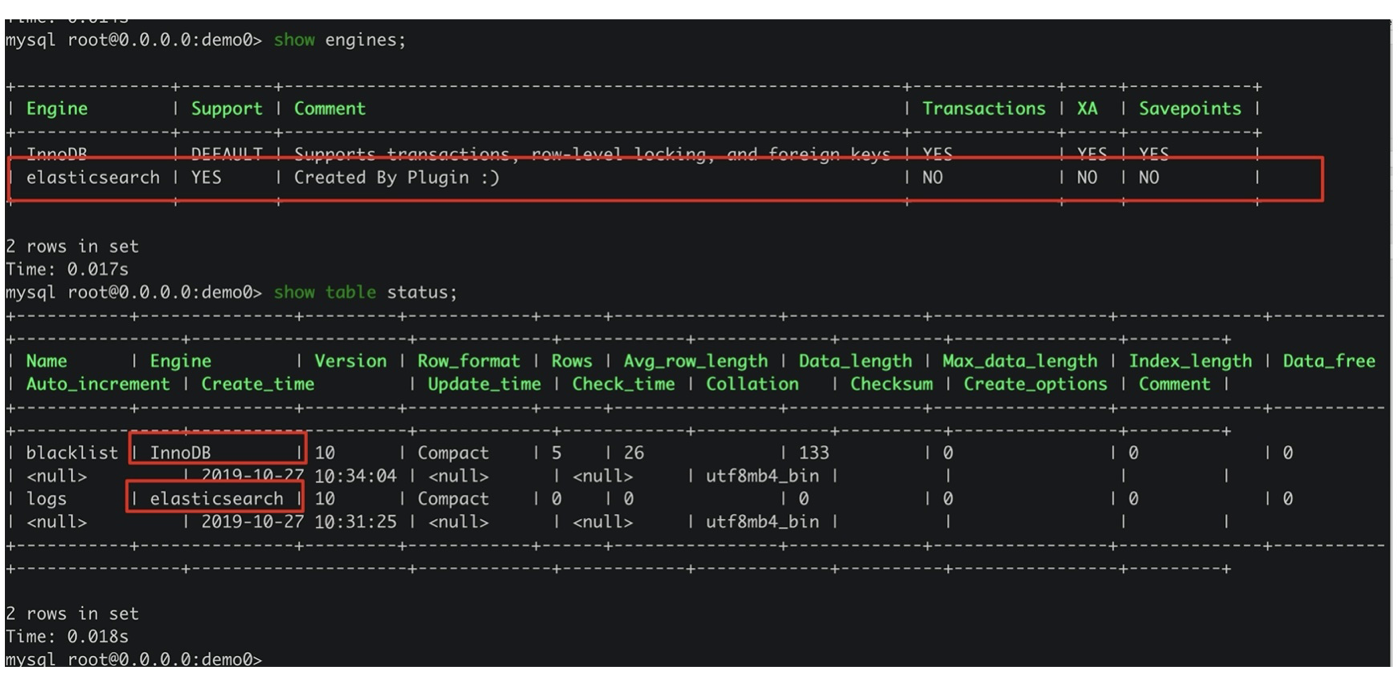 Time: 0.014s
mysql root@0.0.0.0:demo0> show engines;
+---------------+---------+------------------------------------------------------------+--------------+-----+------------+
| Engine        | Support | Comment                                                    | Transactions | XA  | Savepoints |
+---------------+---------+------------------------------------------------------------+--------------+-----+------------+
| InnoDB        | DEFAULT | Supports transactions, row-level locking, and foreign keys | YES          | YES | YES        |
| elasticsearch | YES     | Created By Plugin :)                                       | NO           | NO  | NO         |
+---------------+---------+------------------------------------------------------------+--------------+-----+------------+
2 rows in set
Time: 0.017s
mysql root@0.0.0.0:demo0> show table status;
| Name      | Engine        | Version | Row_format | Rows | Avg_row_length | Data_length | Max_data_length | Index_length | Data_free
| Auto_increment | Create_time         | Update_time | Check_time | Collation   | Checksum | Create_options | Comment |
| blacklist | InnoDB        | 10      | Compact    | 5    | 26             | 133         | 0               | 0            | 0
| <null>         | 2019-10-27 10:34:04 | <null>      | <null>     | utf8mb4_bin |          |                |         |
| logs      | elasticsearch | 10      | Compact    | 0    | 0              | 0           | 0               | 0            | 0
| <null>         | 2019-10-27 10:31:25 | <null>      | <null>     | utf8mb4_bin |          |                |         |
2 rows in set
Time: 0.018s
mysql root@0.0.0.0:demo0>